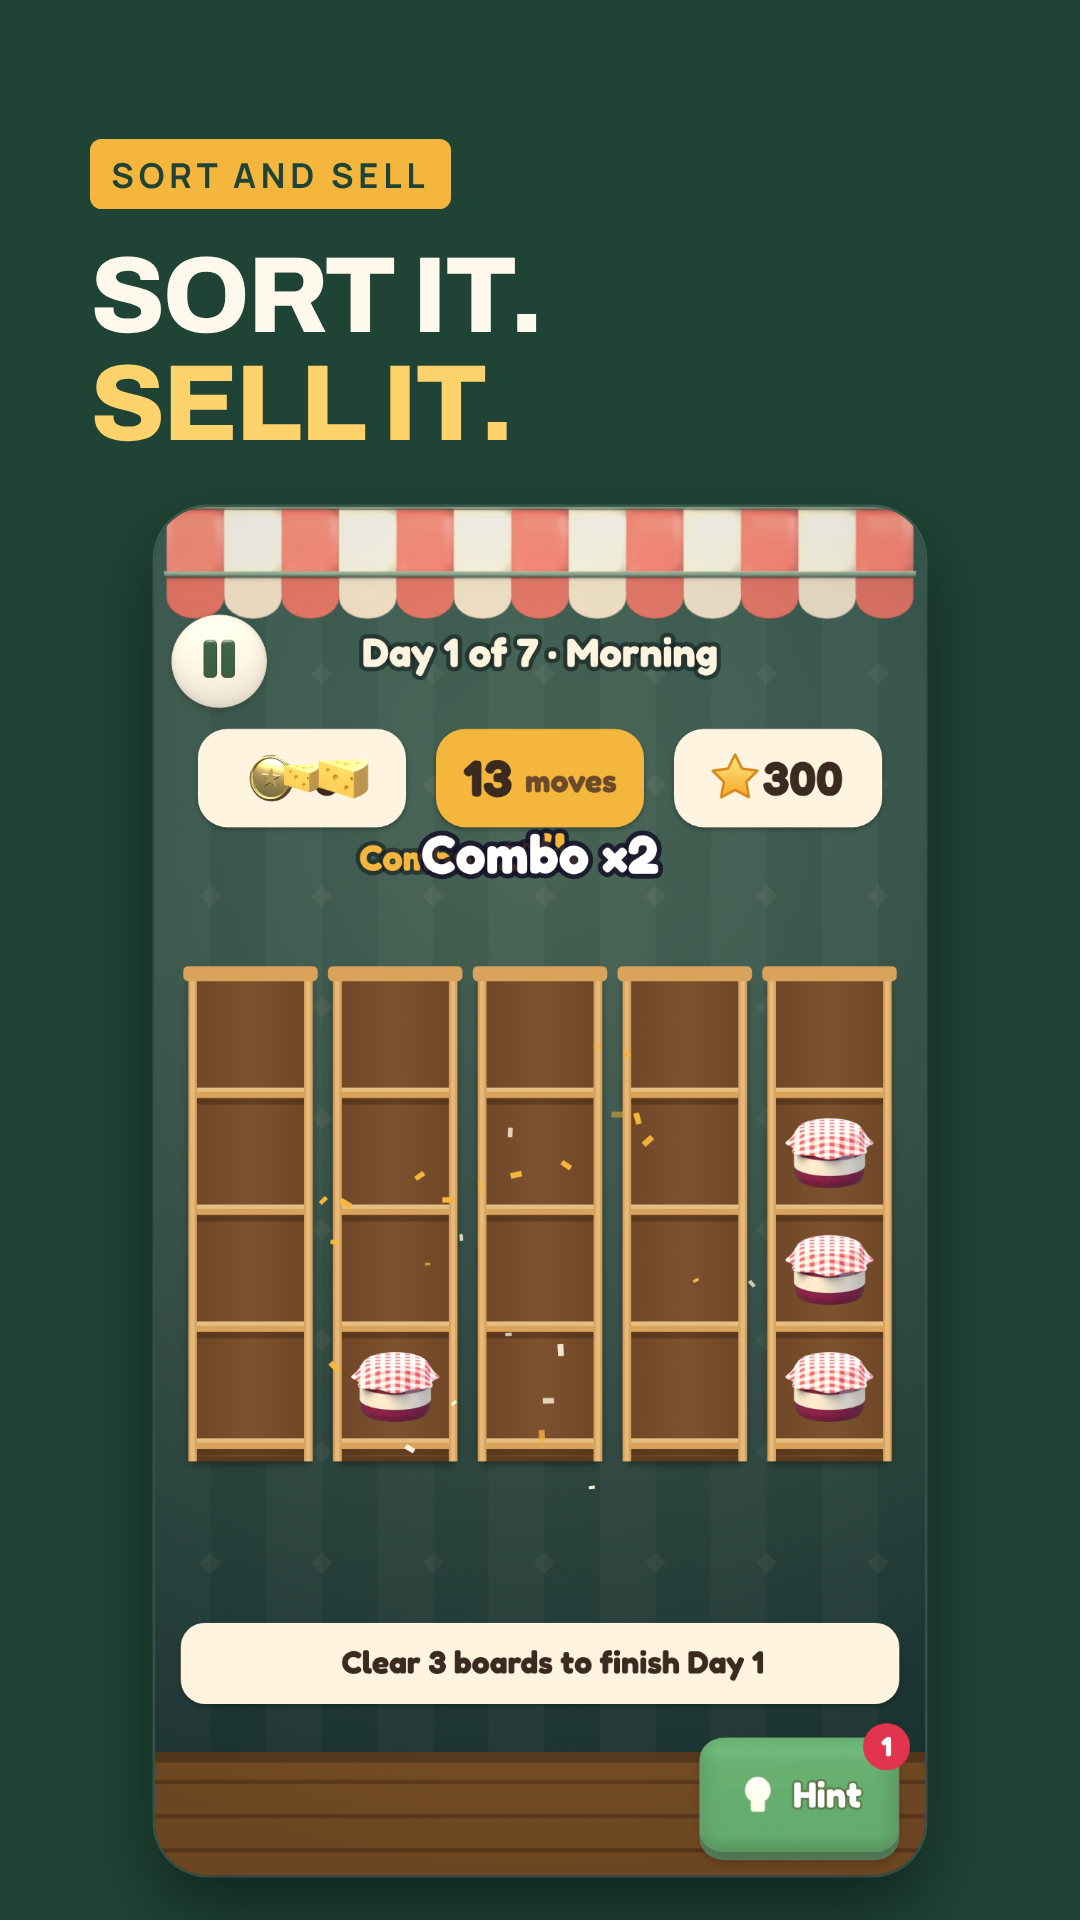 SORT AND SELL
SORT IT.
SELL IT.
Day 1 of 7 · Morning
13 moves
300
Combo x2
Clear 3 boards to finish Day 1
1
Hint